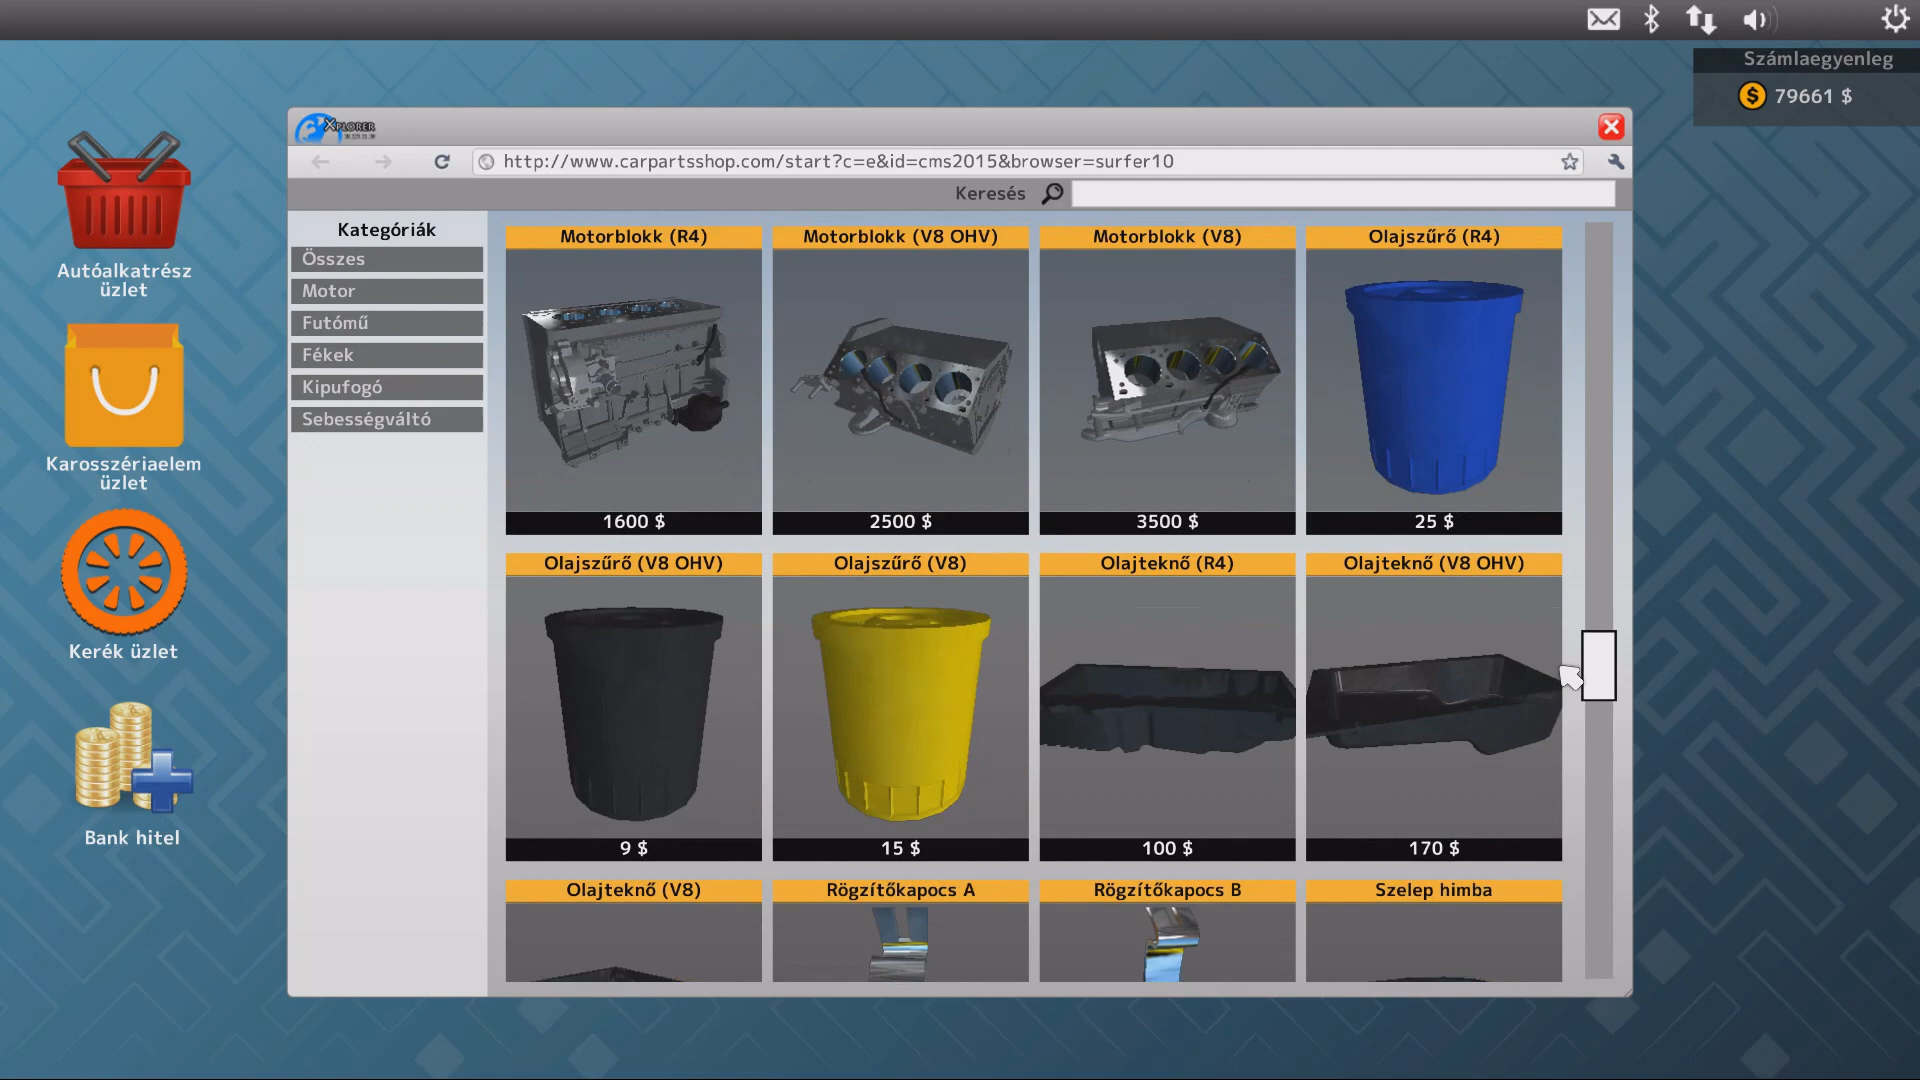 Számlaegyenleg
79661 $
XPLORER
http://www.carpartsshop.com/start?c=e&id=cms2015&browser=surfer10
Keresés
Autóalkatrész
üzlet
Karosszériaelem
üzlet
Kerék üzlet
Bank hitel
Kategóriák
Összes
Motor
Futómű
Fékek
Kipufogó
Sebességváltó
Motorblokk (R4)
1600 $
Motorblokk (V8 OHV)
2500 $
Motorblokk (V8)
3500 $
Olajszűrő (R4)
25 $
Olajszűrő (V8 OHV)
9 $
Olajszűrő (V8)
15 $
Olajteknő (R4)
100 $
Olajteknő (V8 OHV)
170 $
Olajteknő (V8)
Rögzítőkapocs A
Rögzítőkapocs B
Szelep himba